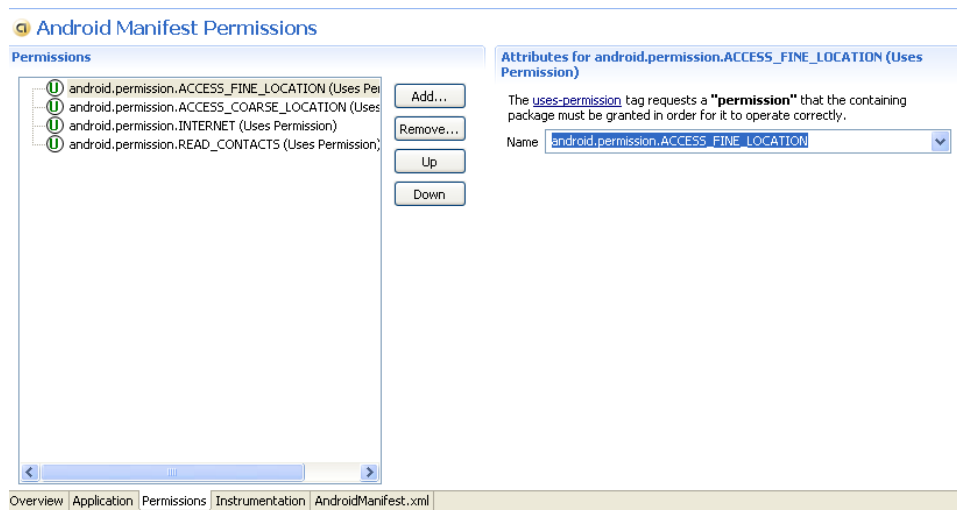 Android Manifest Permissions
Permissions
android.permission.ACCESS_FINE_LOCATION (Uses Per
android.permission.ACCESS_COARSE_LOCATION (Uses
android.permission.INTERNET (Uses Permission)
android.permission.READ_CONTACTS (Uses Permission)
Add...
Remove...
Up
Down
Attributes for android.permission.ACCESS_FINE_LOCATION (Uses
Permission)
The uses-permission tag requests a "permission" that the containing
package must be granted in order for it to operate correctly.
Name android.permission.ACCESS_FINE_LOCATION
Overview Application Permissions Instrumentation AndroidManifest.xml